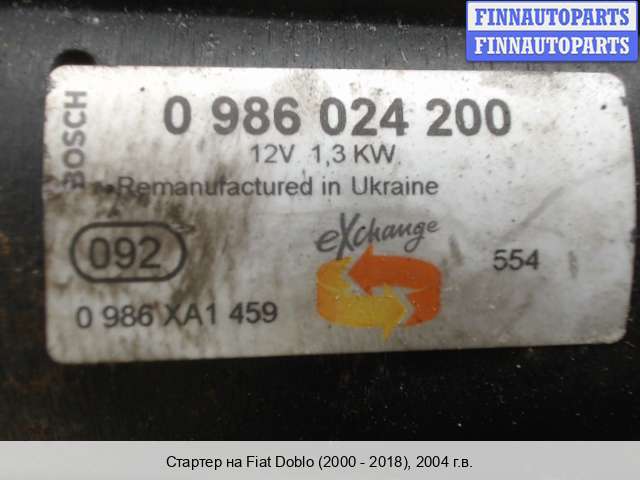 FINNAUTOPARTS
FINNAUTOPARTS
BOSCH
0 986 024 200
12V 1,3 KW
Remanufactured in Ukraine
092
eXchange
554
0 986 XA1 459
Стартер на Fiat Doblo (2000 - 2018), 2004 г.в.